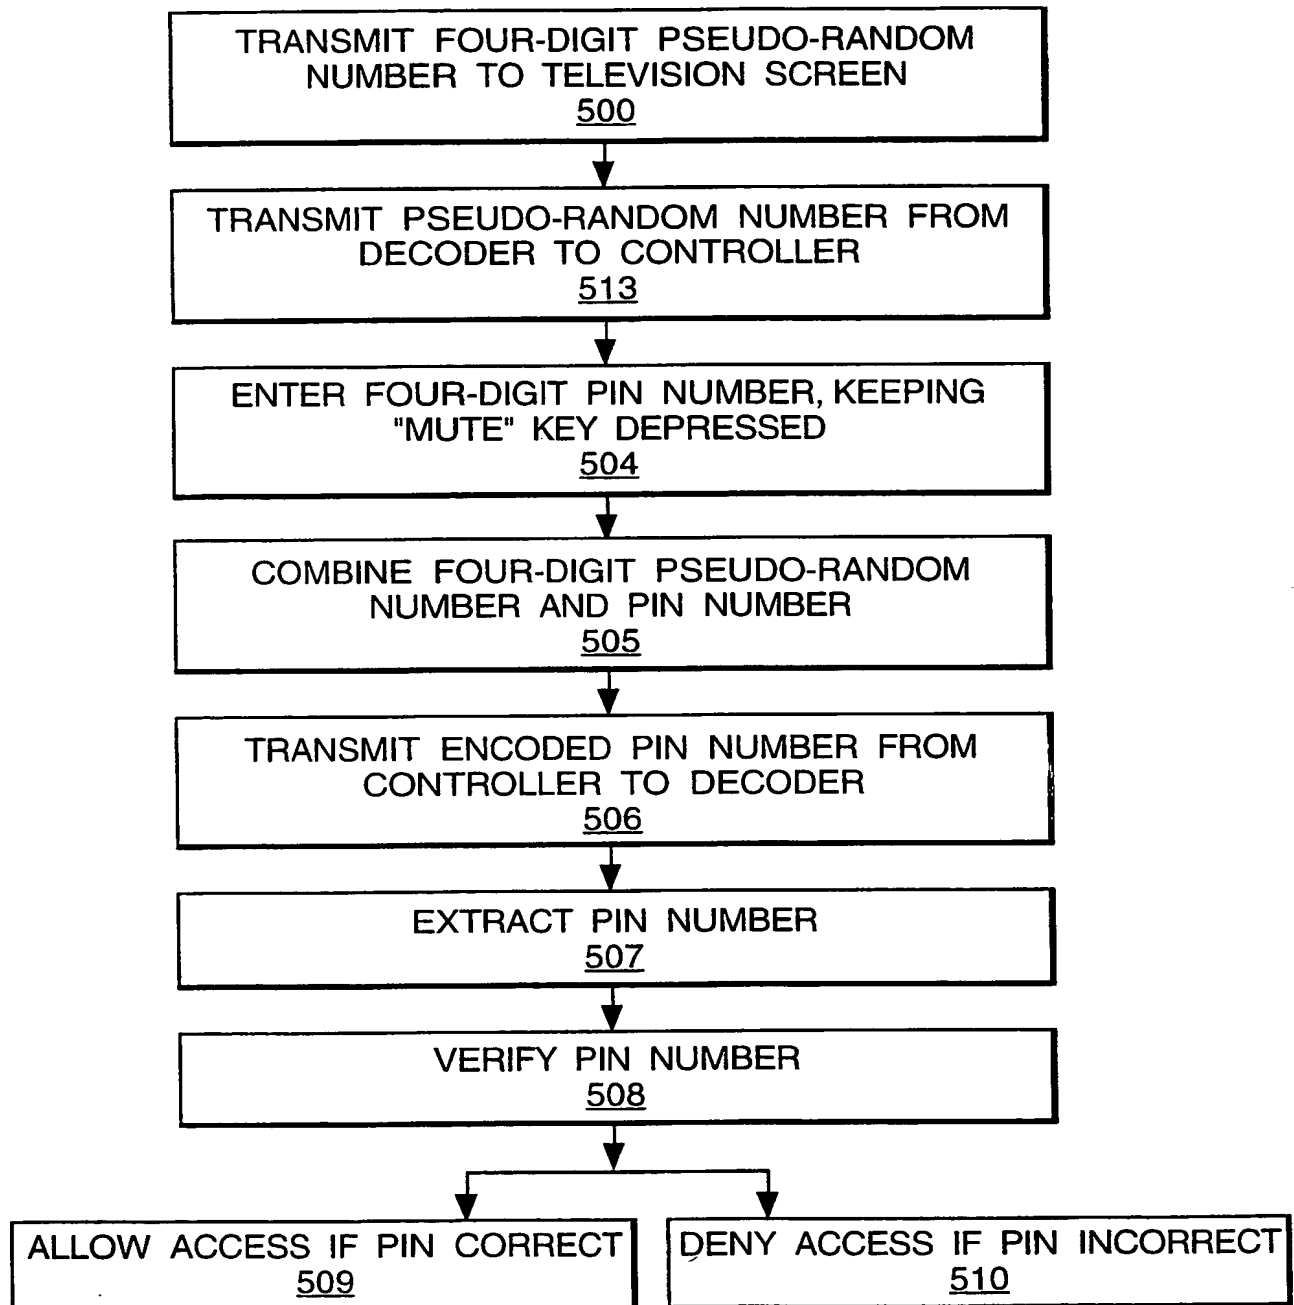 TRANSMIT FOUR-DIGIT PSEUDO-RANDOM
NUMBER TO TELEVISION SCREEN
500
TRANSMIT PSEUDO-RANDOM NUMBER FROM
DECODER TO CONTROLLER
513
ENTER FOUR-DIGIT PIN NUMBER, KEEPING
"MUTE" KEY DEPRESSED
504
COMBINE FOUR-DIGIT PSEUDO-RANDOM
NUMBER AND PIN NUMBER
505
TRANSMIT ENCODED PIN NUMBER FROM
CONTROLLER TO DECODER
506
EXTRACT PIN NUMBER
507
VERIFY PIN NUMBER
508
ALLOW ACCESS IF PIN CORRECT
509
DENY ACCESS IF PIN INCORRECT
510